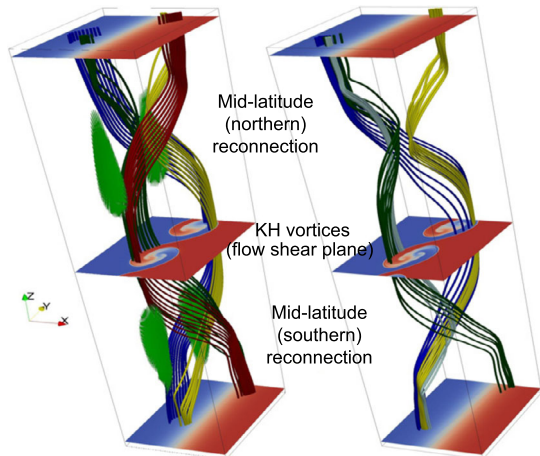 Mid-latitude
(northern)
reconnection
KH vortices
(flow shear plane)
Z
Y
X
Mid-latitude
(southern)
reconnection